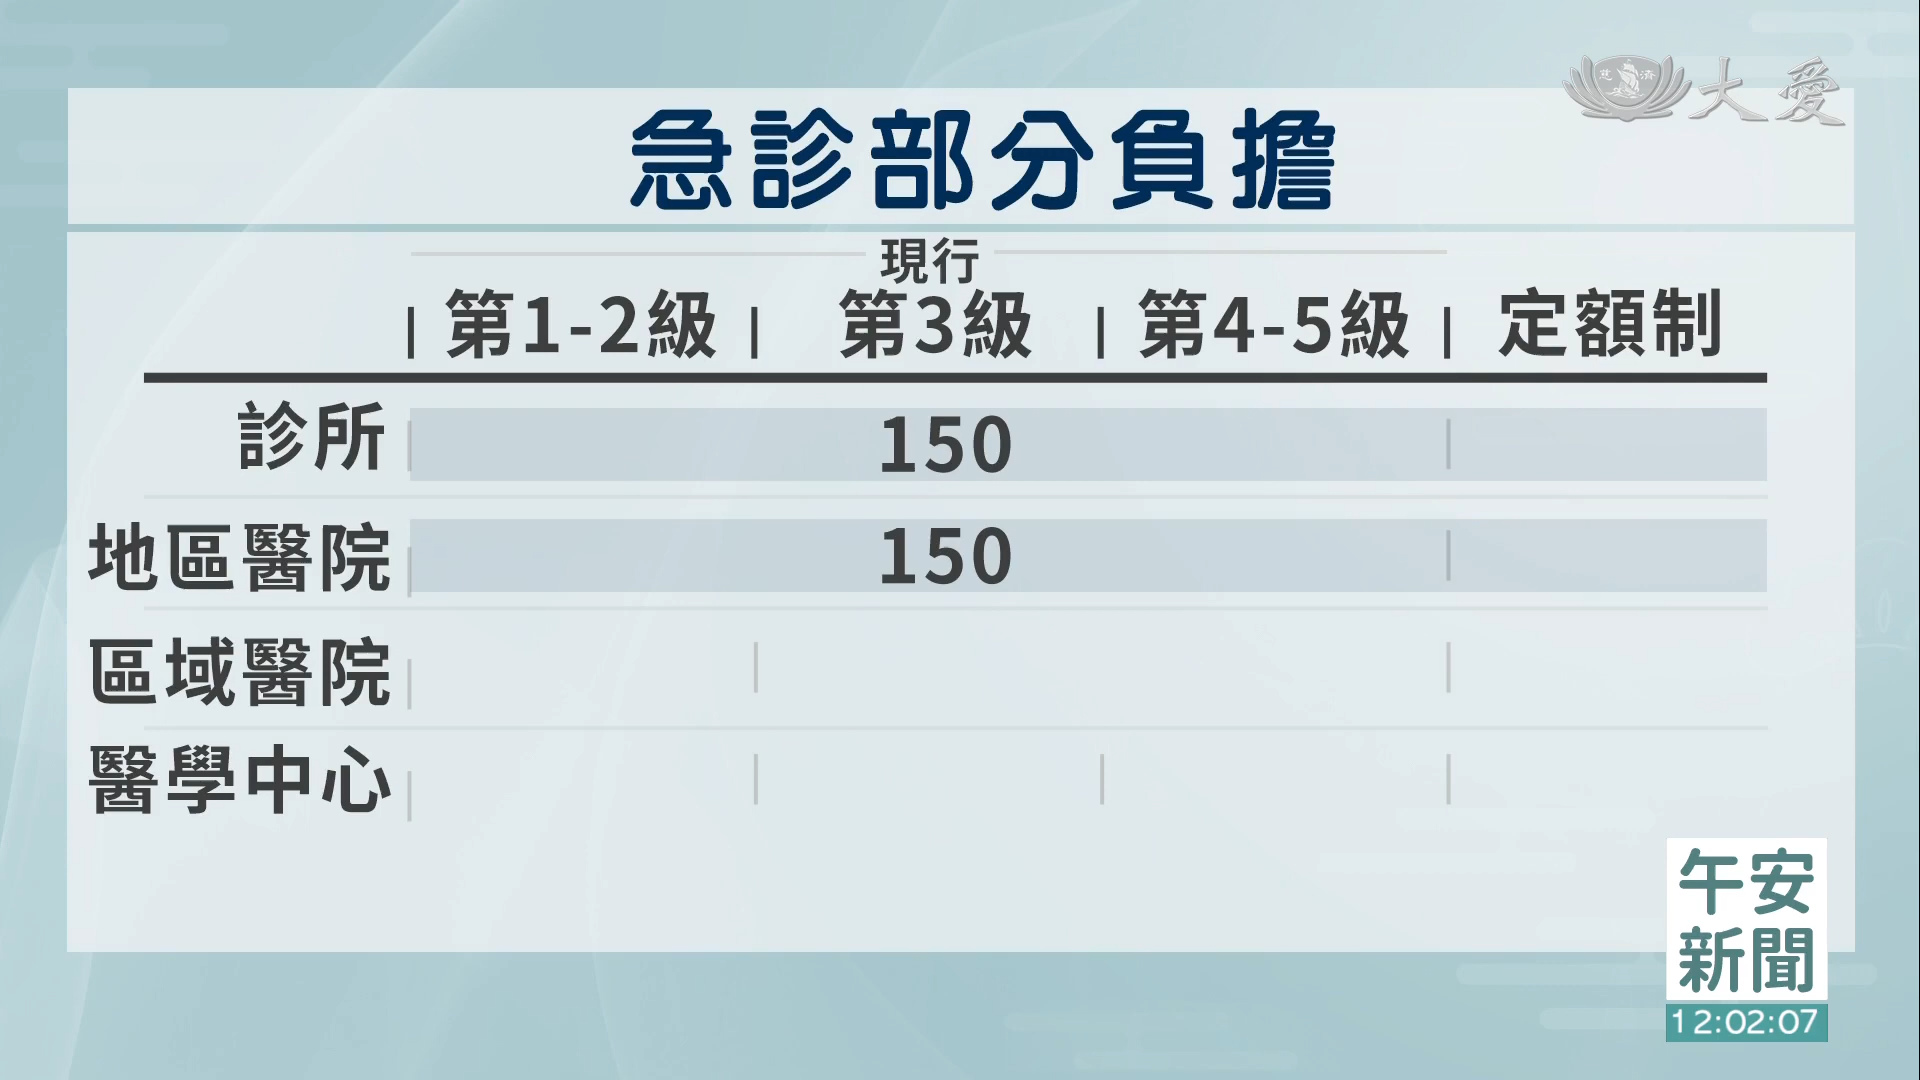 大愛
慈濟
急診部分負擔
現行
第1-2級 第3級 第4-5級 定額制
診所 150
地區醫院 150
區域醫院
醫學中心
午安
新聞
12:02:07